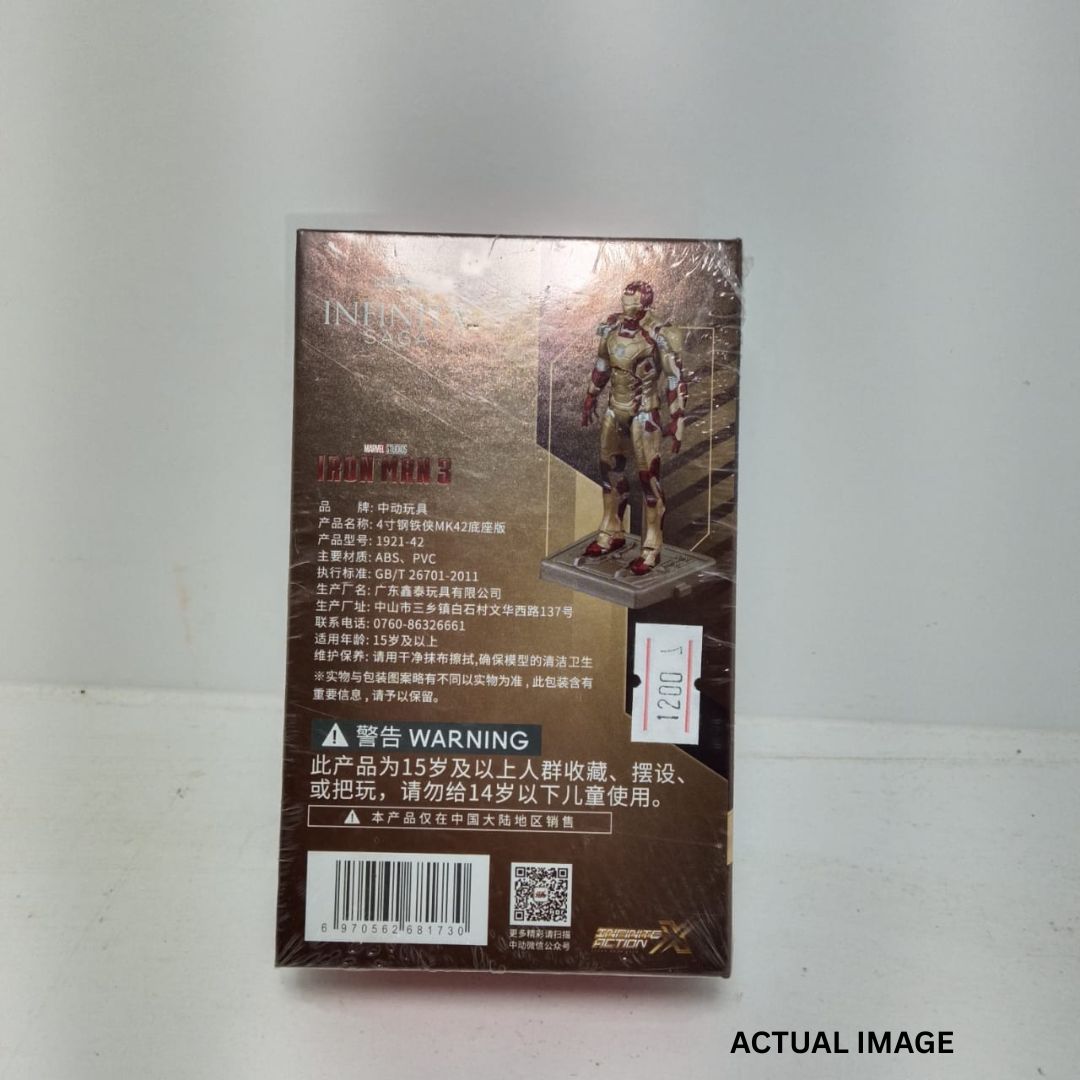 INFINITY
SAGA
MARVEL STUDIOS
IRON MAN 3
品 牌: 中动玩具
产品名称: 4寸钢铁侠MK42底座版
产品型号: 1921-42
主要材质: ABS、PVC
执行标准: GB/T 26701-2011
生产厂名: 广东鑫泰玩具有限公司
生产厂址: 中山市三乡镇白石村文华西路137号
联系电话: 0760-86326661
适用年龄: 15岁及以上
维护保养: 请用干净抹布擦拭,确保模型的清洁卫生
※实物与包装图案略有不同以实物为准,此包装含有
重要信息,请予以保留。
1200
警告 WARNING
此产品为15岁及以上人群收藏、摆设、
或把玩，请勿给14岁以下儿童使用。
本产品仅在中国大陆地区销售
6 970562 681730
更多精彩请扫描
中动微信公众号
INFINITE
ACTION X
ACTUAL IMAGE